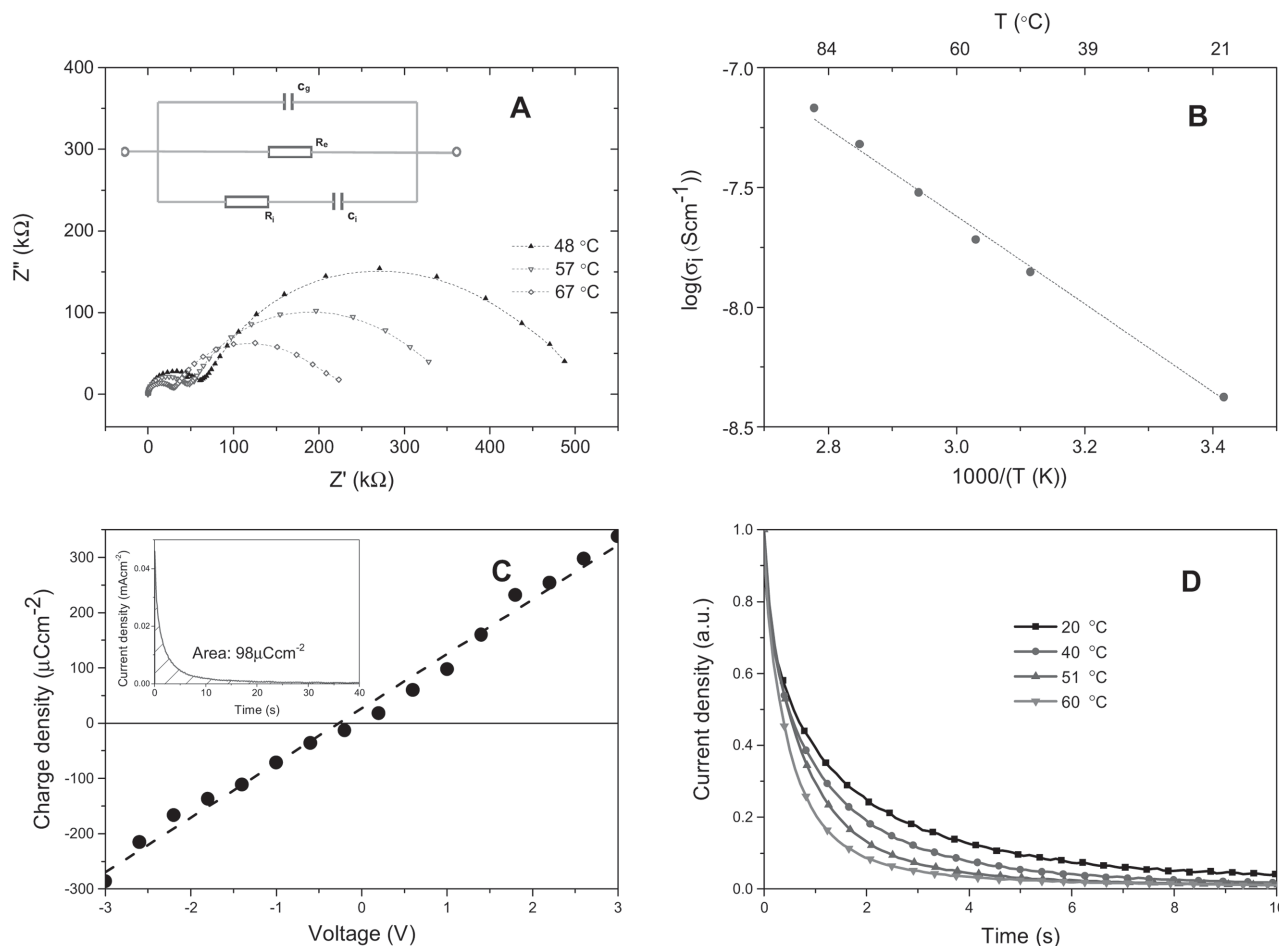 A
400
300
200
100
0
0
100
200
300
400
500
Z'' (kΩ)
Z' (kΩ)
c_g
R_e
R_i
c_i
48 °C
57 °C
67 °C
T (°C)
84
60
39
21
B
-7.0
-7.5
-8.0
-8.5
2.8
3.0
3.2
3.4
log(σ_i (Scm⁻¹))
1000/(T (K))
C
300
200
100
0
-100
-200
-300
-3
-2
-1
0
1
2
3
Charge density (μCcm⁻²)
Voltage (V)
0.04
0.02
0.00
0
10
20
30
40
Current density (mAcm⁻²)
Area: 98μCcm⁻²
Time (s)
D
1.0
0.8
0.6
0.4
0.2
0.0
0
2
4
6
8
10
Current density (a.u.)
20 °C
40 °C
51 °C
60 °C
Time (s)